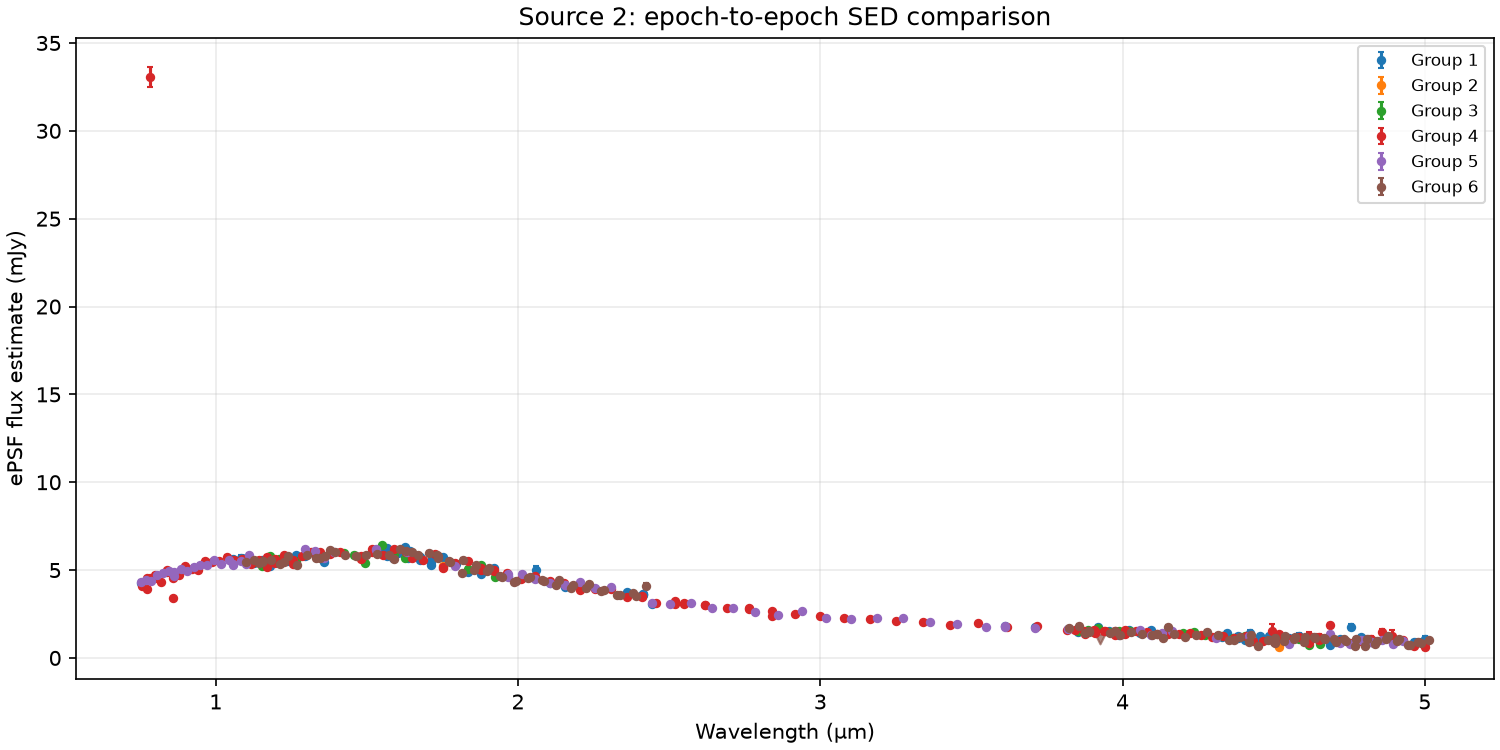 Source 2: epoch-to-epoch SED comparison
ePSF flux estimate (mJy)
35
30
25
20
15
10
5
0
Group 1
Group 2
Group 3
Group 4
Group 5
Group 6
1 2 3 4 5
Wavelength (µm)